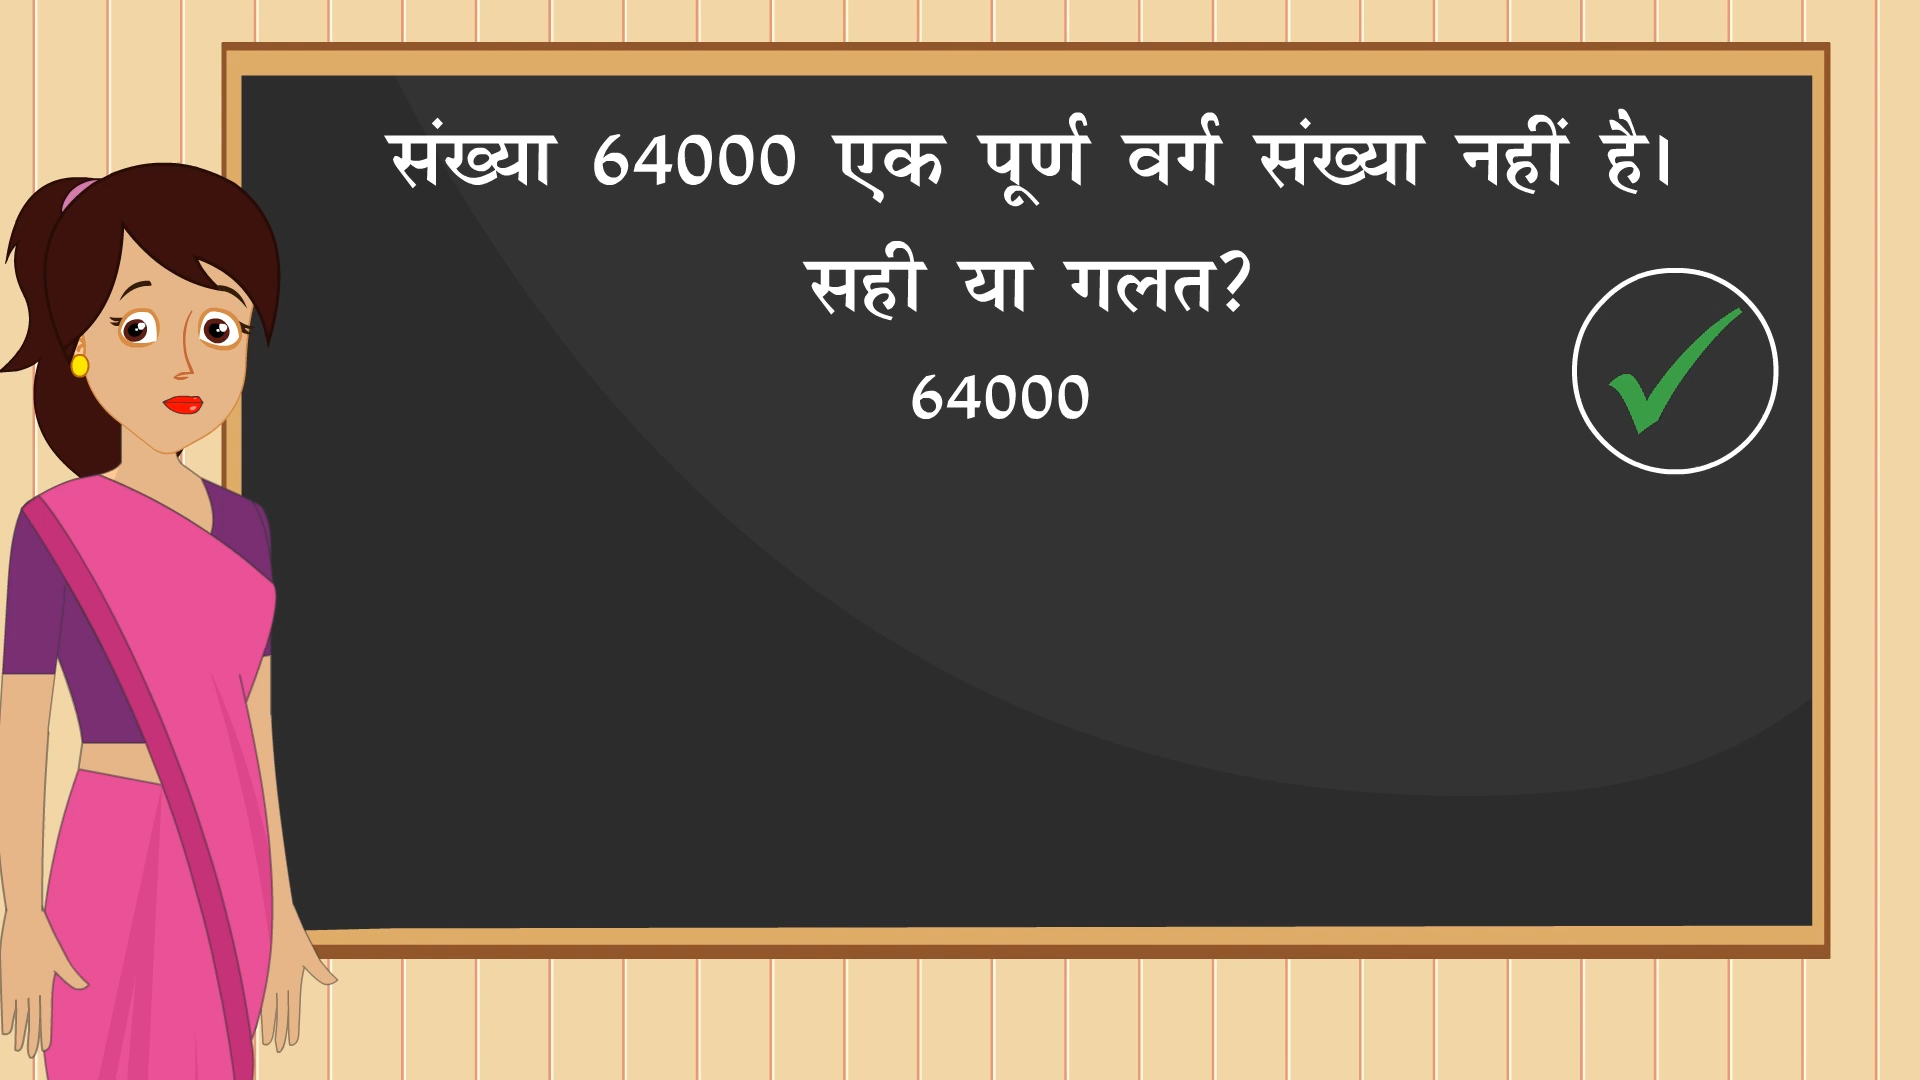 संख्या 64000 एक पूर्ण वर्ग संख्या नहीं है।
सही या गलत?
64000